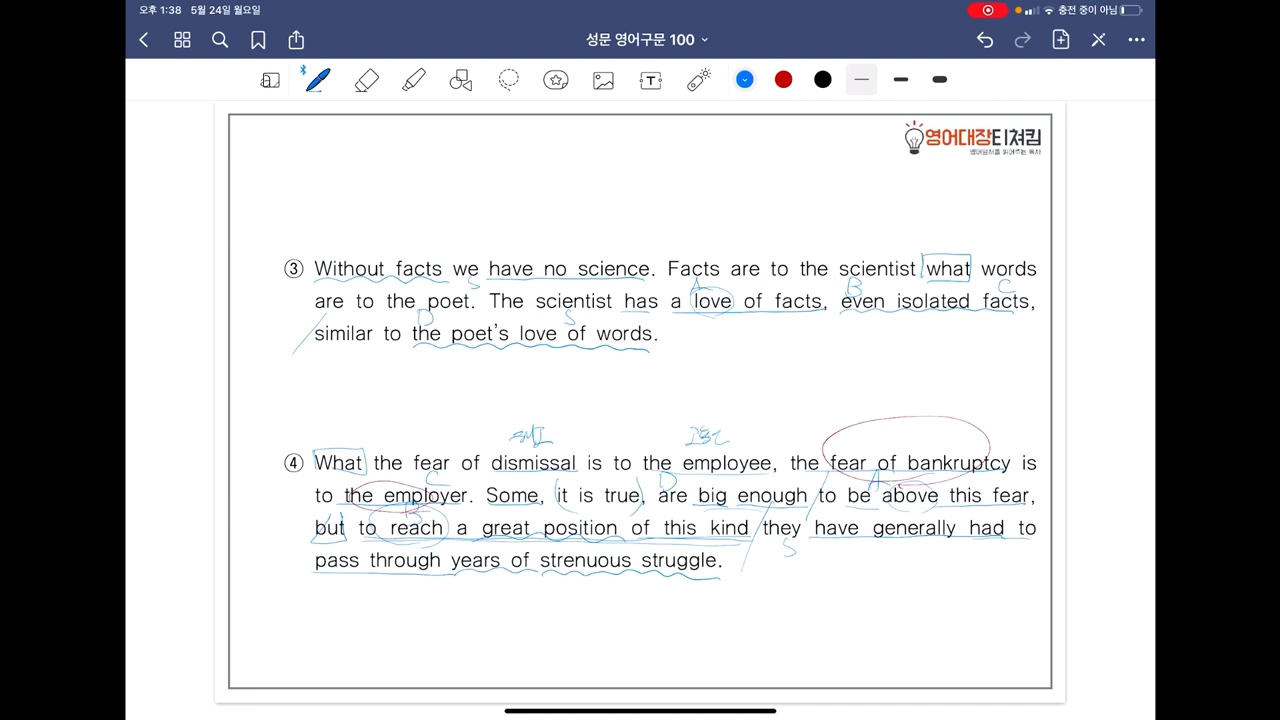 오후 1:38 5월 24일 월요일
충전 중이 아님
성문 영어구문 100
영어대장티쳐킴
③ Without facts we have no science. Facts are to the scientist what words
S A B C
are to the poet. The scientist has a love of facts, even isolated facts,
D S
similar to the poet's love of words.
④ What the fear of dismissal is to the employee, the fear of bankruptcy is
C D A
to the employer. Some, (it is true), are big enough to be above this fear,
B
but to reach a great position of this kind they have generally had to
S
pass through years of strenuous struggle.